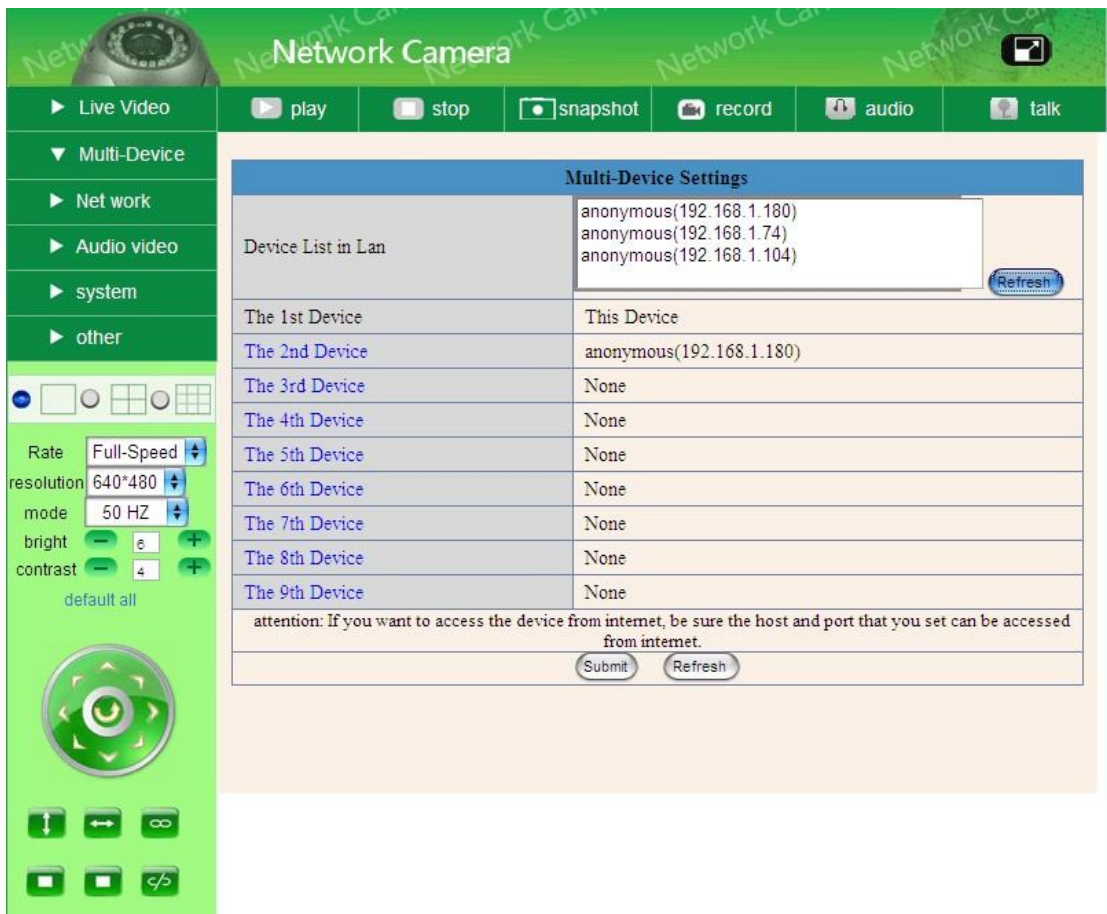 Network Camera Network Camera Network Camera Network Camera
Network Camera
Live Video
play
stop
snapshot
record
audio
talk
Multi-Device
Net work
Audio video
system
other
Multi-Device Settings
Device List in Lan
anonymous(192.168.1.180)
anonymous(192.168.1.74)
anonymous(192.168.1.104)
Refresh
The 1st Device This Device
The 2nd Device anonymous(192.168.1.180)
The 3rd Device None
The 4th Device None
The 5th Device None
The 6th Device None
The 7th Device None
The 8th Device None
The 9th Device None
attention: If you want to access the device from internet, be sure the host and port that you set can be accessed
from internet.
Submit Refresh
Rate Full-Speed
resolution 640*480
mode 50 HZ
bright 6
contrast 4
default all